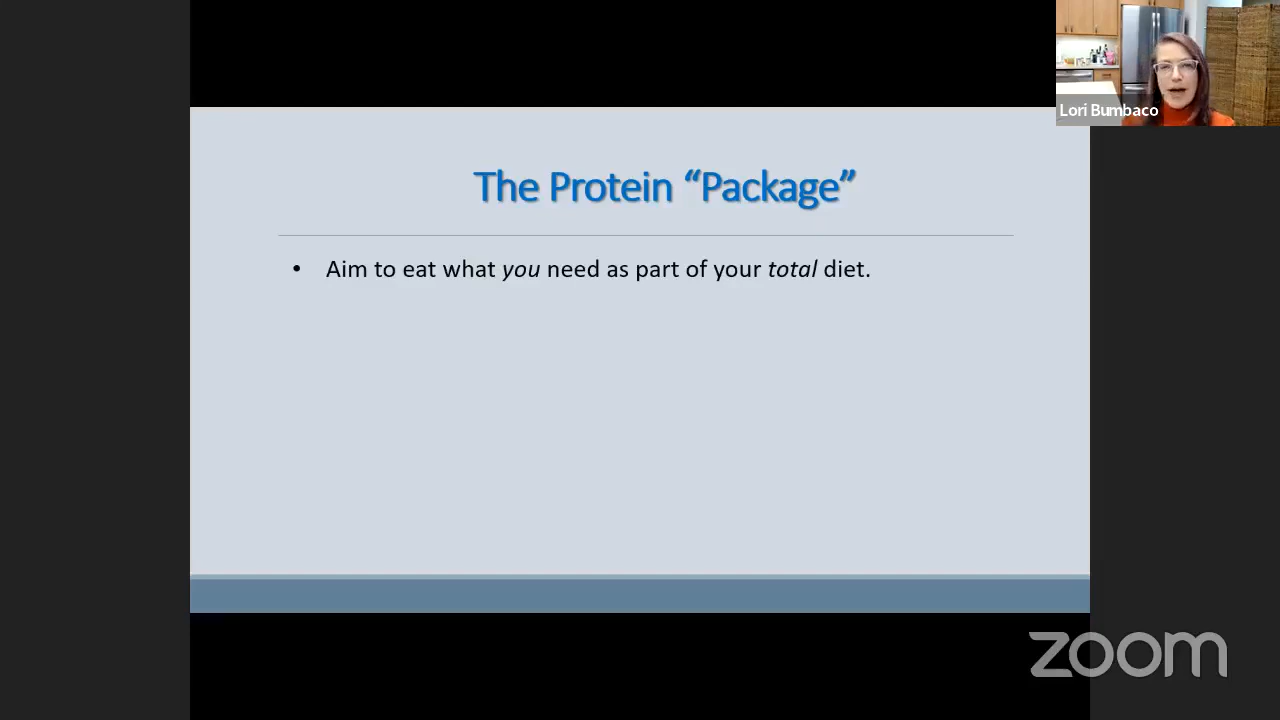 Lori Bumbaco
The Protein “Package”
• Aim to eat what you need as part of your total diet.
zoom